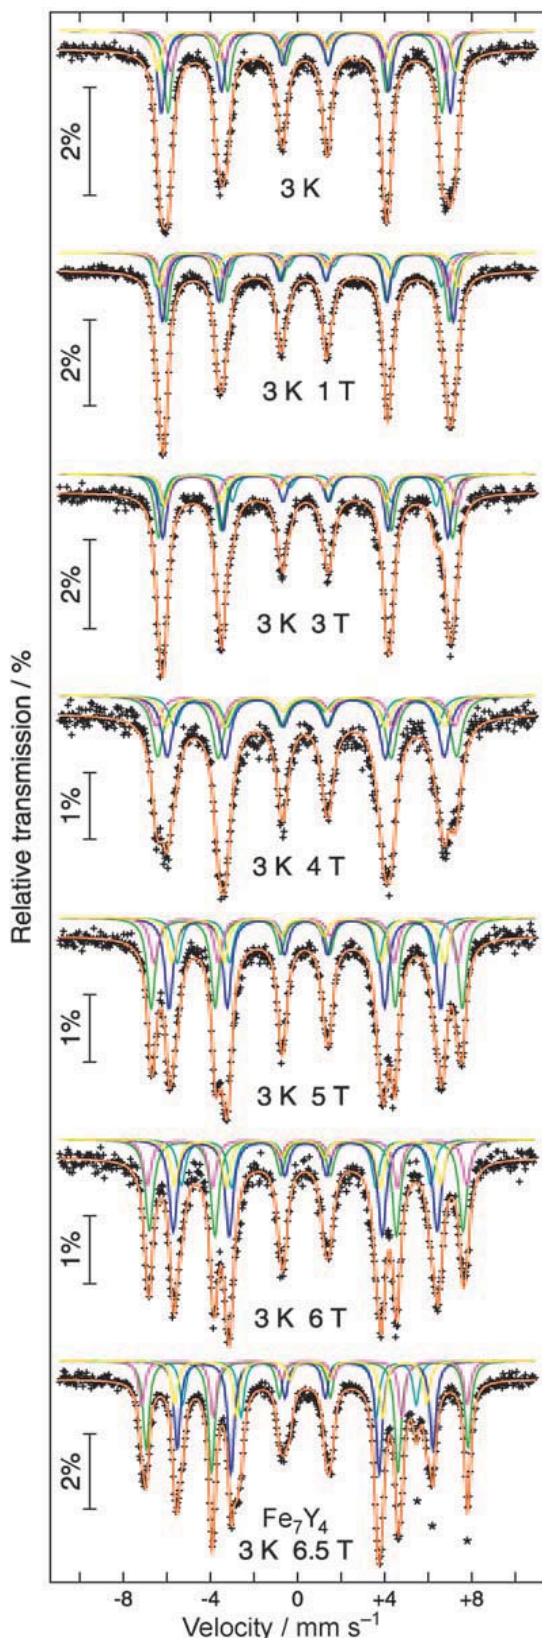 2%
3 K
2%
3 K 1 T
2%
3 K 3 T
Relative transmission / %
1%
3 K 4 T
1%
3 K 5 T
1%
3 K 6 T
2%
Fe₇Y₄
3 K 6.5 T
* * *
-8 -4 0 +4 +8
Velocity / mm s⁻¹